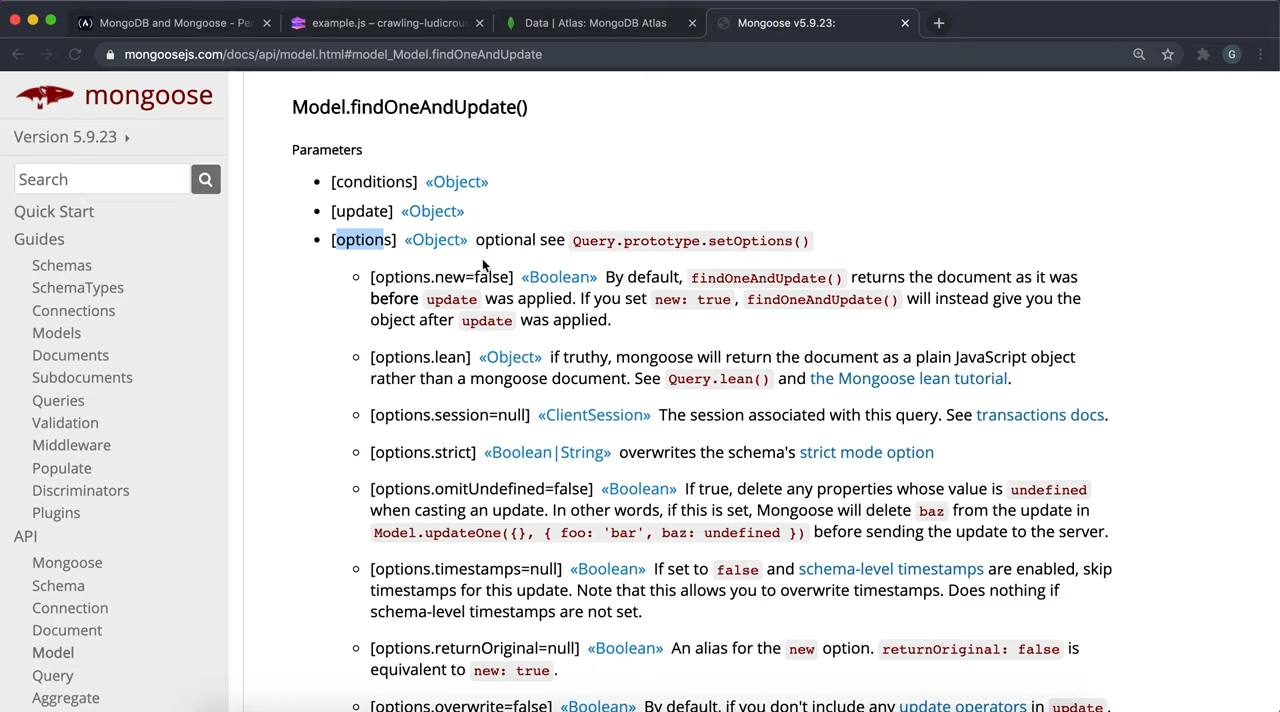 MongoDB and Mongoose - Per
example.js – crawling-ludicrou
Data | Atlas: MongoDB Atlas
Mongoose v5.9.23:
mongoosejs.com/docs/api/model.html#model_Model.findOneAndUpdate
G
mongoose
Version 5.9.23
Search
Quick Start
Guides
Schemas
SchemaTypes
Connections
Models
Documents
Subdocuments
Queries
Validation
Middleware
Populate
Discriminators
Plugins
API
Mongoose
Schema
Connection
Document
Model
Query
Aggregate
Model.findOneAndUpdate()
Parameters
• [conditions] «Object»
• [update] «Object»
• [options] «Object» optional see Query.prototype.setOptions()
[options.new=false] «Boolean» By default, findOneAndUpdate() returns the document as it was
before update was applied. If you set new: true, findOneAndUpdate() will instead give you the
object after update was applied.
[options.lean] «Object» if truthy, mongoose will return the document as a plain JavaScript object
rather than a mongoose document. See Query.lean() and the Mongoose lean tutorial.
[options.session=null] «ClientSession» The session associated with this query. See transactions docs.
[options.strict] «Boolean|String» overwrites the schema's strict mode option
[options.omitUndefined=false] «Boolean» If true, delete any properties whose value is undefined
when casting an update. In other words, if this is set, Mongoose will delete baz from the update in
Model.updateOne({}, { foo: 'bar', baz: undefined }) before sending the update to the server.
[options.timestamps=null] «Boolean» If set to false and schema-level timestamps are enabled, skip
timestamps for this update. Note that this allows you to overwrite timestamps. Does nothing if
schema-level timestamps are not set.
[options.returnOriginal=null] «Boolean» An alias for the new option. returnOriginal: false is
equivalent to new: true.
[options.overwrite=false] «Boolean» By default, if you don't include any update operators in update,